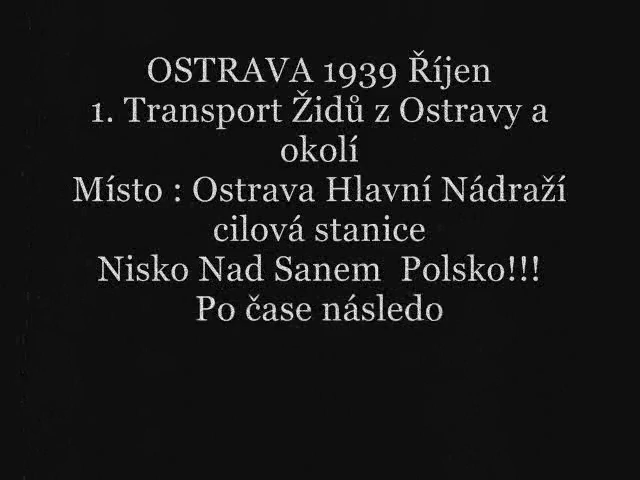 OSTRAVA 1939 Říjen
1. Transport Židů z Ostravy a
okolí
Místo : Ostrava Hlavní Nádraží
cilová stanice
Nisko Nad Sanem  Polsko!!!
Po čase následo